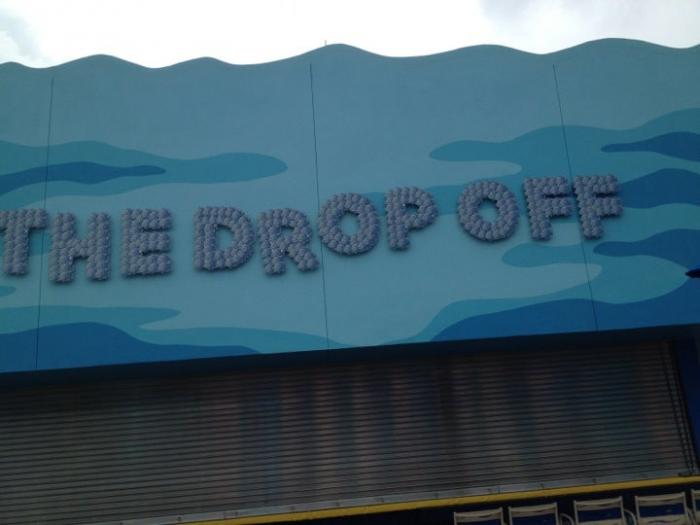 THE DROP OFF